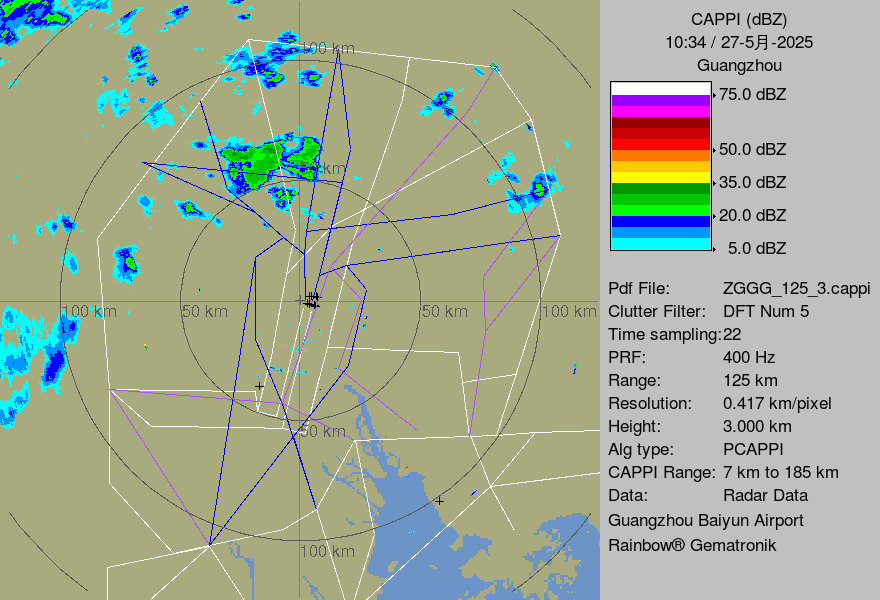 CAPPI (dBZ)
10:34 / 27-5月-2025
Guangzhou
75.0 dBZ
50.0 dBZ
35.0 dBZ
20.0 dBZ
5.0 dBZ
Pdf File: ZGGG_125_3.cappi
Clutter Filter: DFT Num 5
Time sampling:22
PRF: 400 Hz
Range: 125 km
Resolution: 0.417 km/pixel
Height: 3.000 km
Alg type: PCAPPI
CAPPI Range: 7 km to 185 km
Data: Radar Data
Guangzhou Baiyun Airport
Rainbow® Gematronik
100 km
50 km
100 km
50 km
50 km
100 km
50 km
100 km